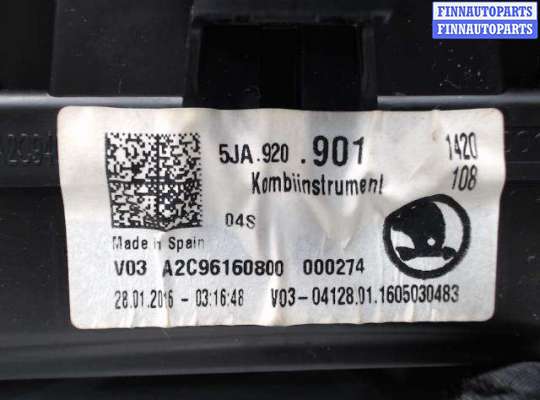 FINNAUTOPARTS
FINNAUTOPARTS
5JA.920.901 1420
Kombiinstrument 108
04S
Made in Spain
V03 A2C96160800 000274
28.01.2016 - 03:16:48 V03-04128.01.1605030483